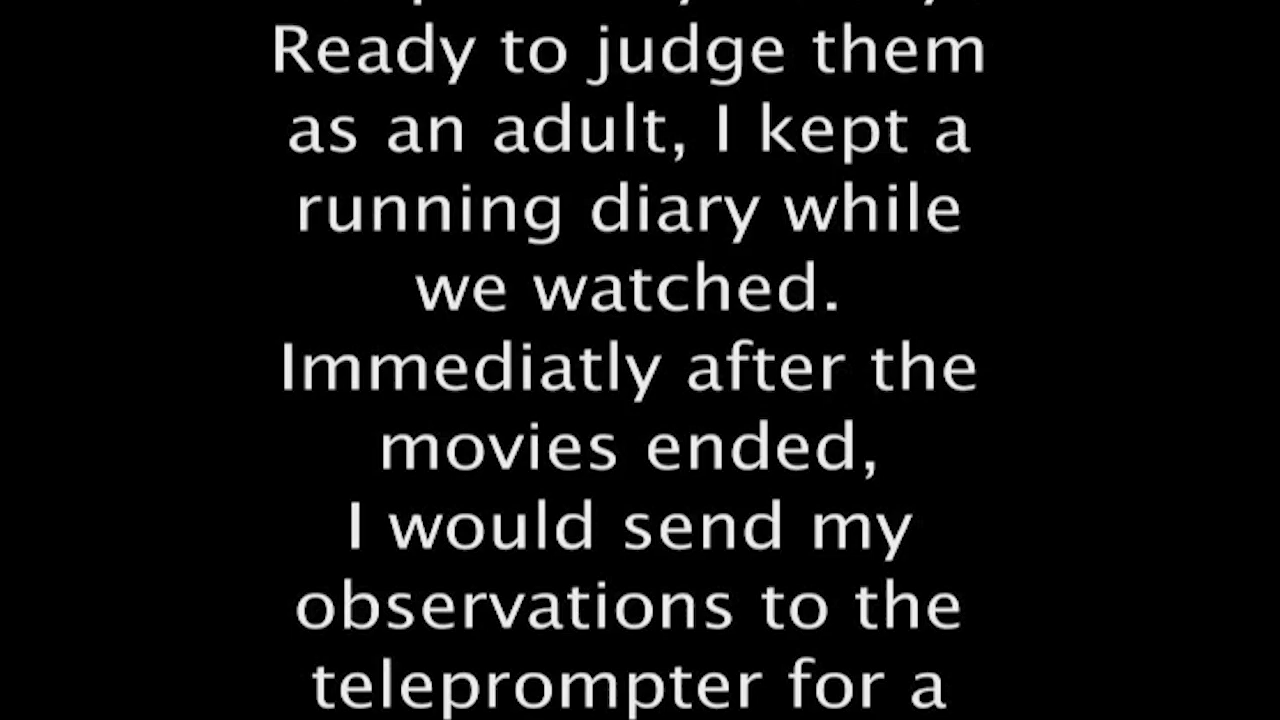 Ready to judge them
as an adult, I kept a
running diary while
we watched.
Immediatly after the
movies ended,
I would send my
observations to the
teleprompter for a